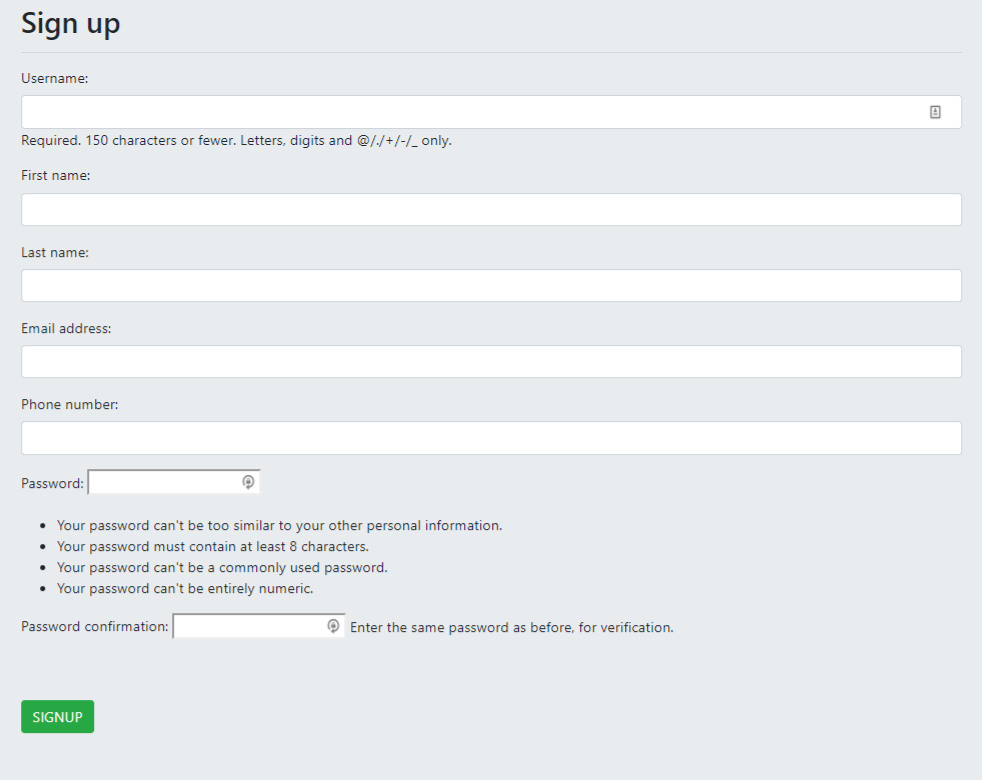 Sign up
Username:
Required. 150 characters or fewer. Letters, digits and @/./+/-/_ only.
First name:
Last name:
Email address:
Phone number:
Password:
Your password can't be too similar to your other personal information.
Your password must contain at least 8 characters.
Your password can't be a commonly used password.
Your password can't be entirely numeric.
Password confirmation: Enter the same password as before, for verification.
SIGNUP